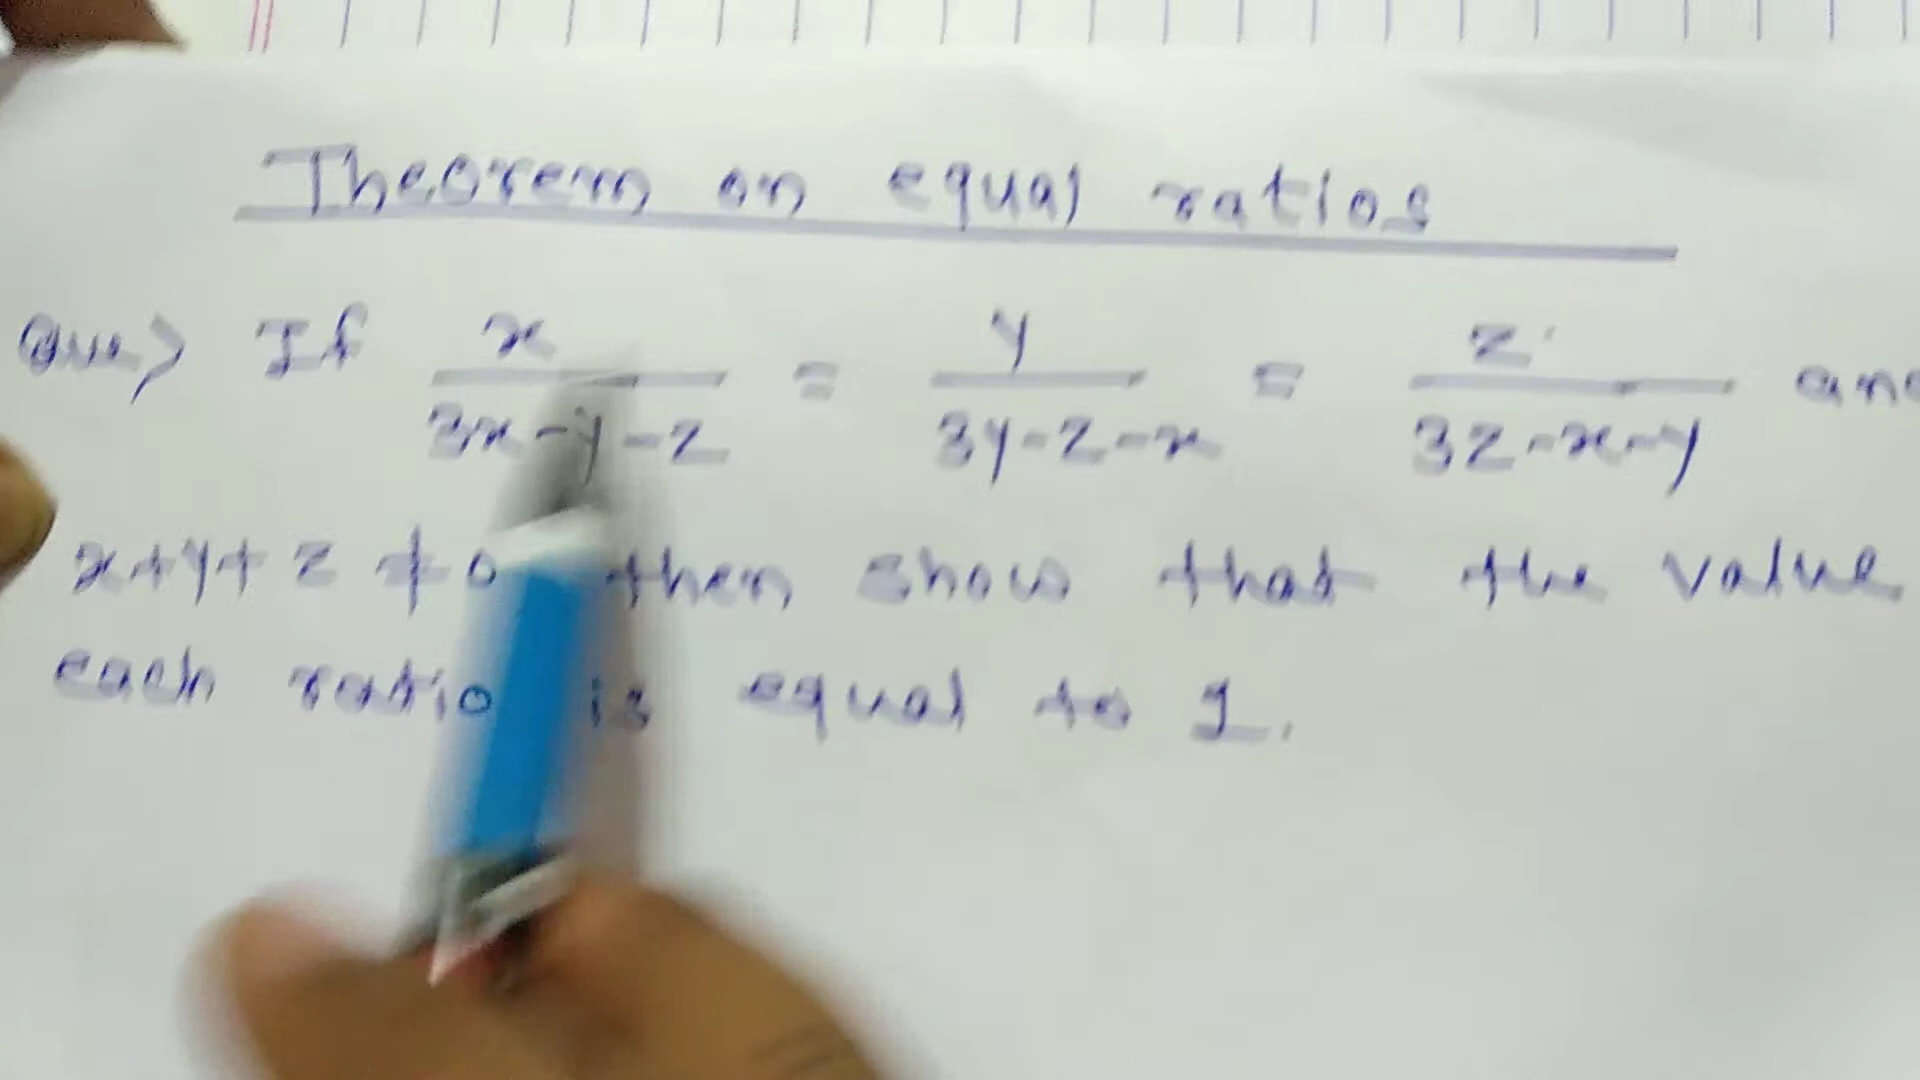 Theorem on equal ratios
Que> If x/(3x-y-z) = y/(3y-z-x) = z/(3z-x-y)
x+y+z ≠ 0 then show that the value
each ratio is equal to 1.